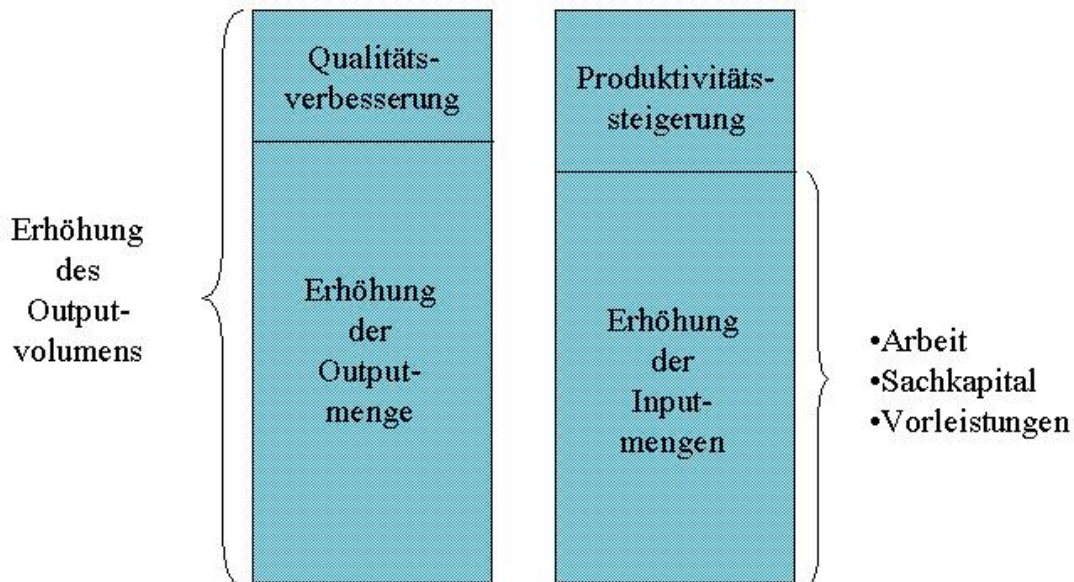 Erhöhung
des
Output-
volumens
Qualitäts-
verbesserung
Erhöhung
der
Output-
menge
Produktivitäts-
steigerung
Erhöhung
der
Input-
mengen
•Arbeit
•Sachkapital
•Vorleistungen